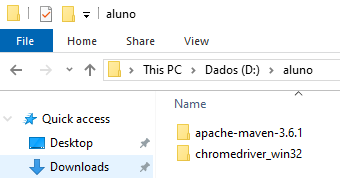 aluno
File Home Share View
This PC > Dados (D:) > aluno
Name
Quick access
apache-maven-3.6.1
Desktop
chromedriver_win32
Downloads